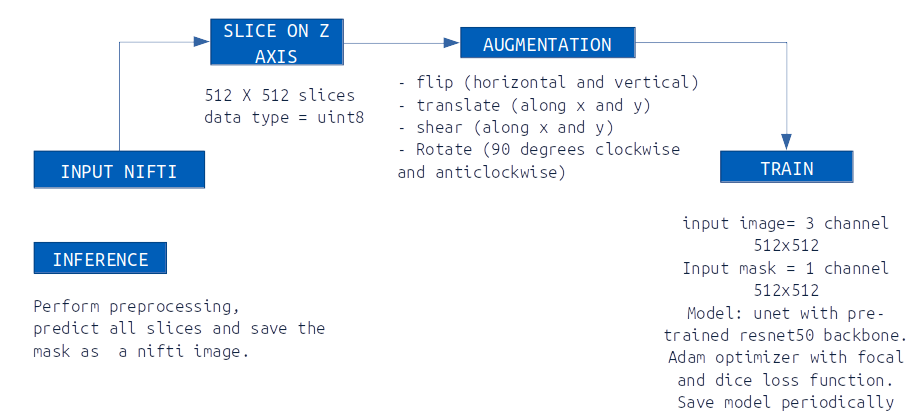 SLICE ON Z
AXIS
512 X 512 slices
data type = uint8
AUGMENTATION
- flip (horizontal and vertical)
- translate (along x and y)
- shear (along x and y)
- Rotate (90 degrees clockwise
and anticlockwise)
INPUT NIFTI
TRAIN
input image= 3 channel
512x512
Input mask = 1 channel
512x512
Model: unet with pre-
trained resnet50 backbone.
Adam optimizer with focal
and dice loss function.
Save model periodically
INFERENCE
Perform preprocessing,
predict all slices and save the
mask as  a nifti image.